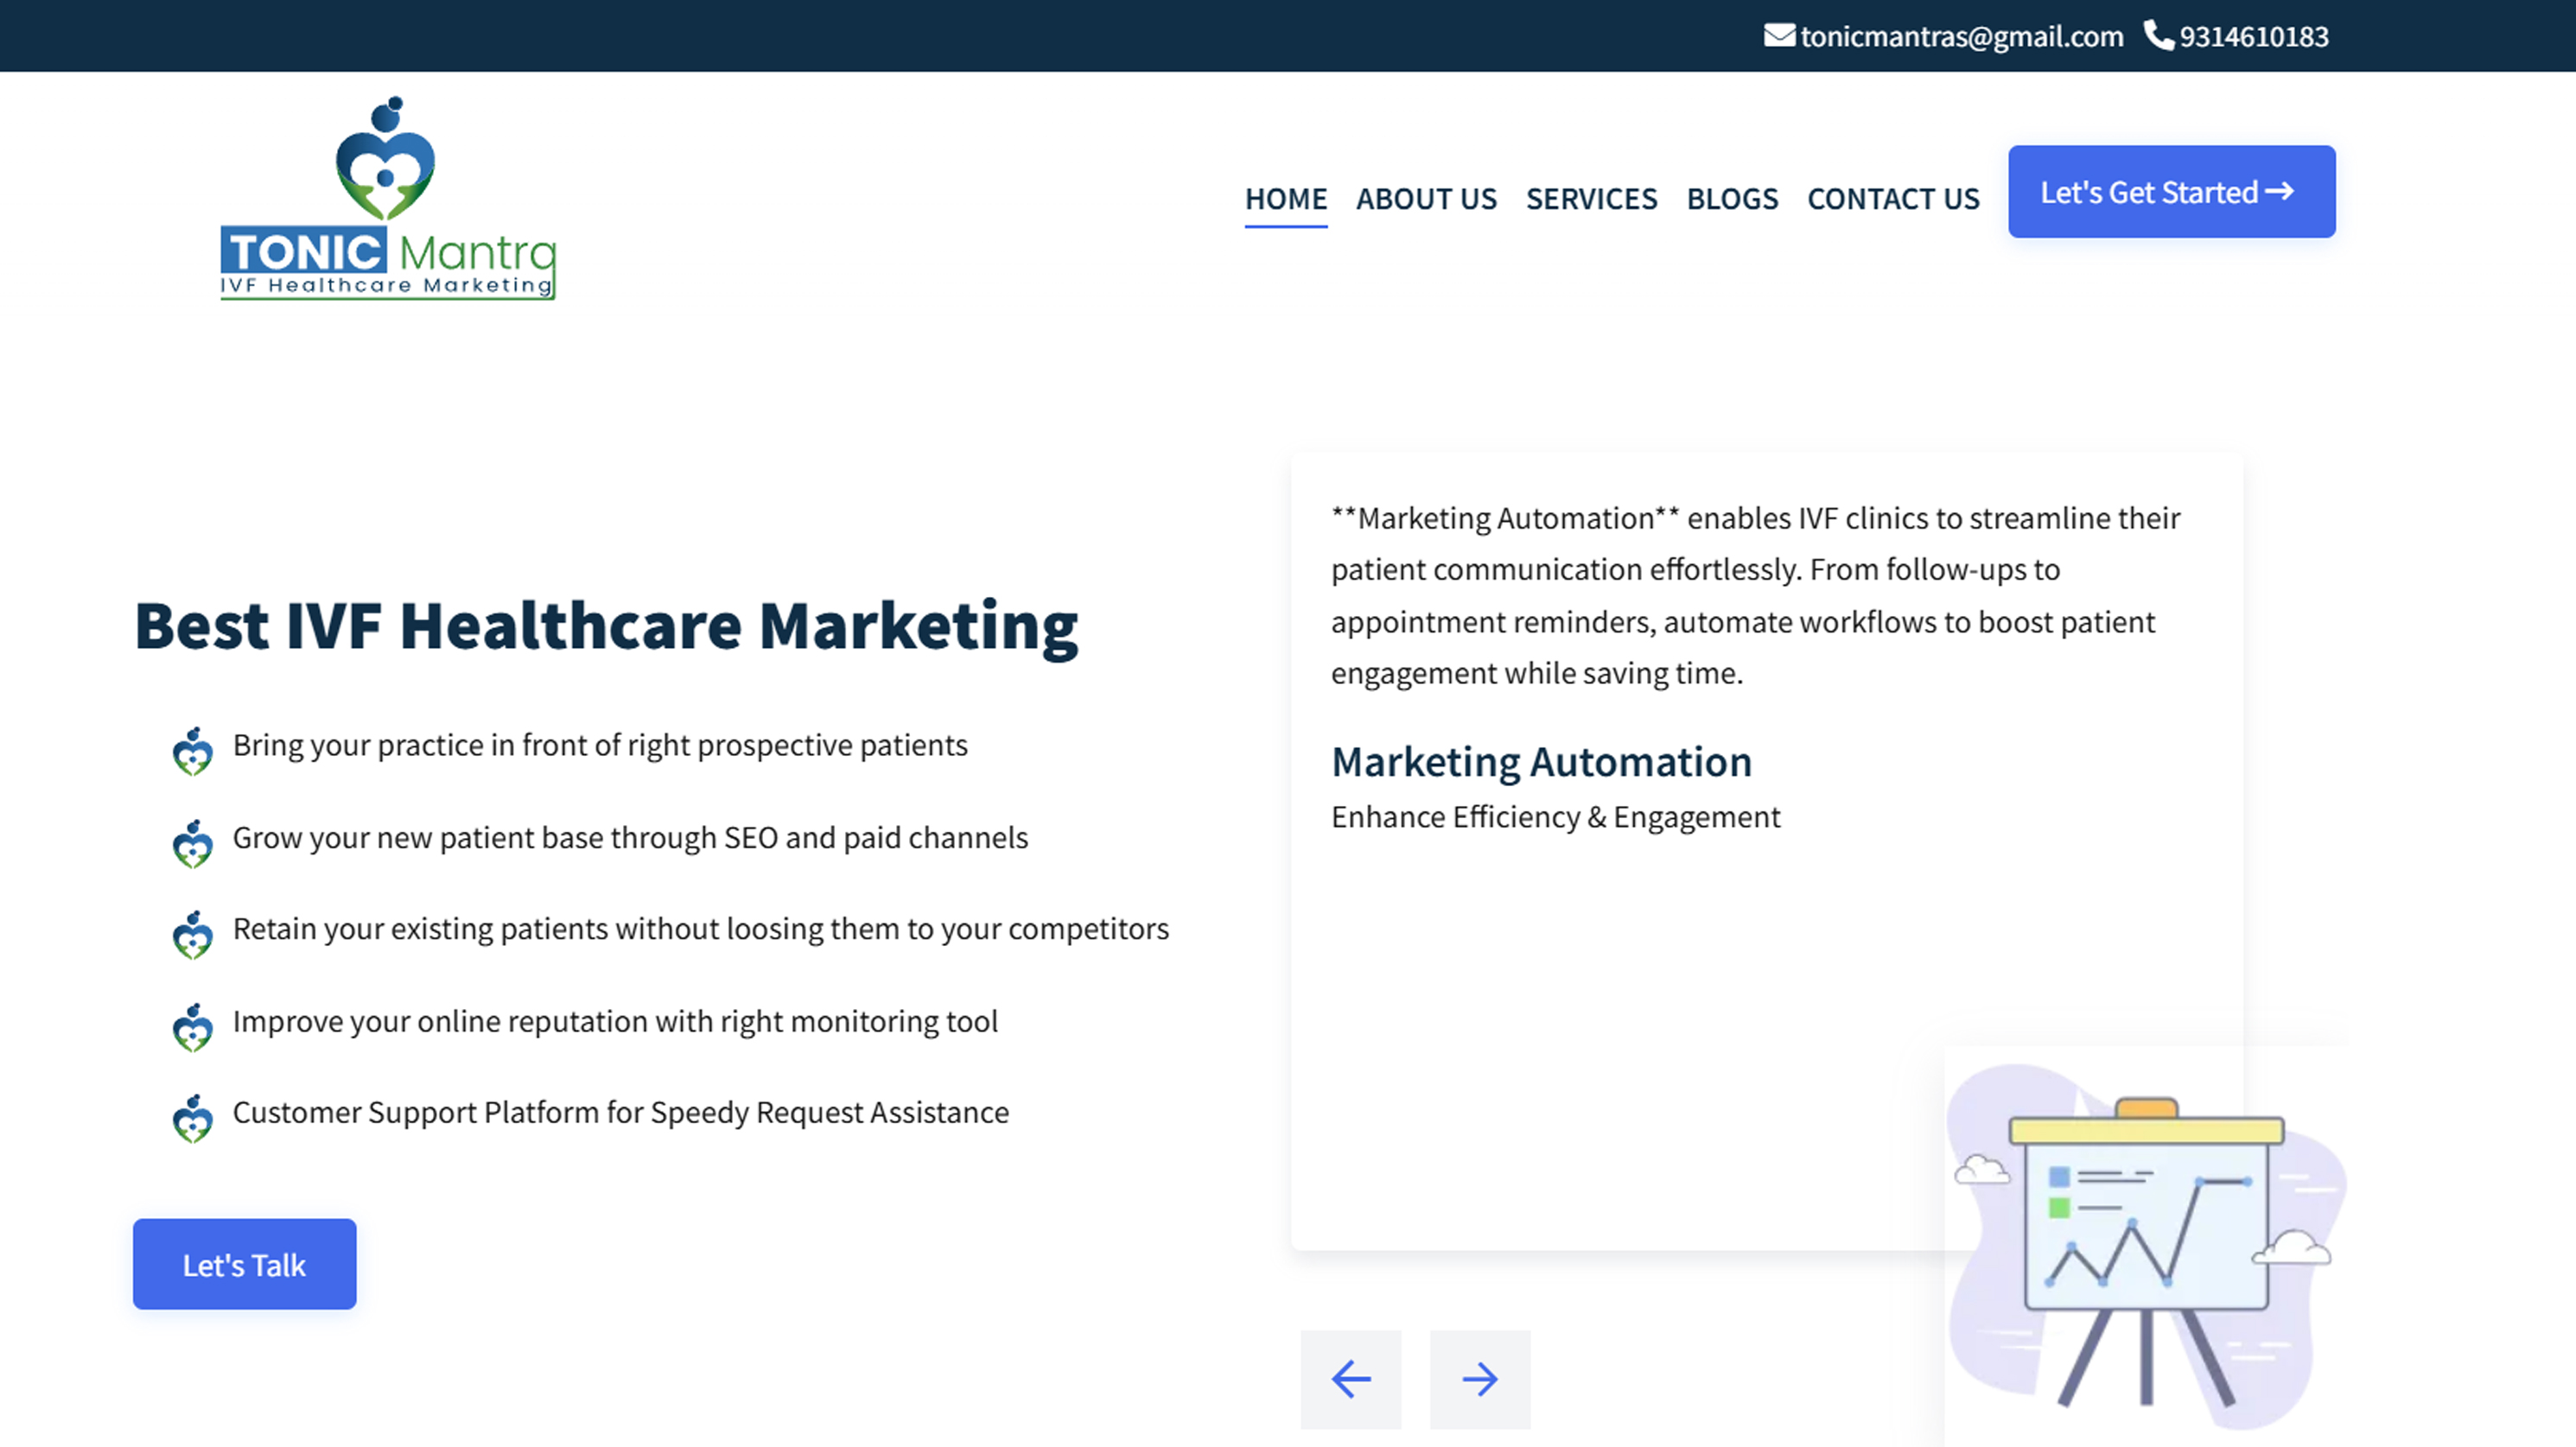 tonicmantras@gmail.com 9314610183
TONIC Mantra
IVF Healthcare Marketing
HOME ABOUT US SERVICES BLOGS CONTACT US Let's Get Started
Best IVF Healthcare Marketing
Bring your practice in front of right prospective patients
Grow your new patient base through SEO and paid channels
Retain your existing patients without loosing them to your competitors
Improve your online reputation with right monitoring tool
Customer Support Platform for Speedy Request Assistance
Let's Talk
**Marketing Automation** enables IVF clinics to streamline their
patient communication effortlessly. From follow-ups to
appointment reminders, automate workflows to boost patient
engagement while saving time.
Marketing Automation
Enhance Efficiency & Engagement